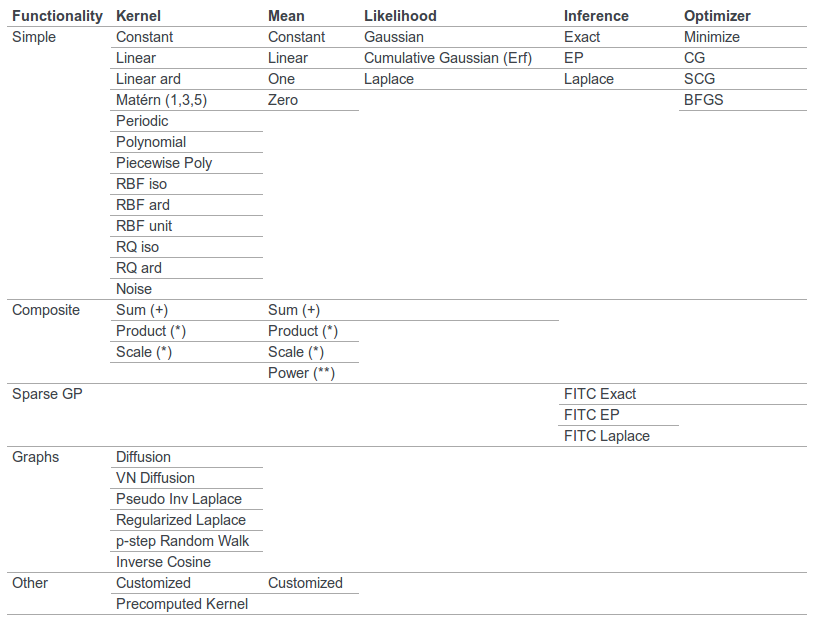 Functionality Kernel Mean Likelihood Inference Optimizer
Simple Constant Constant Gaussian Exact Minimize
Linear Linear Cumulative Gaussian (Erf) EP CG
Linear ard One Laplace Laplace SCG
Matérn (1,3,5) Zero BFGS
Periodic
Polynomial
Piecewise Poly
RBF iso
RBF ard
RBF unit
RQ iso
RQ ard
Noise
Composite Sum (+) Sum (+)
Product (*) Product (*)
Scale (*) Scale (*)
Power (**)
Sparse GP FITC Exact
FITC EP
FITC Laplace
Graphs Diffusion
VN Diffusion
Pseudo Inv Laplace
Regularized Laplace
p-step Random Walk
Inverse Cosine
Other Customized Customized
Precomputed Kernel